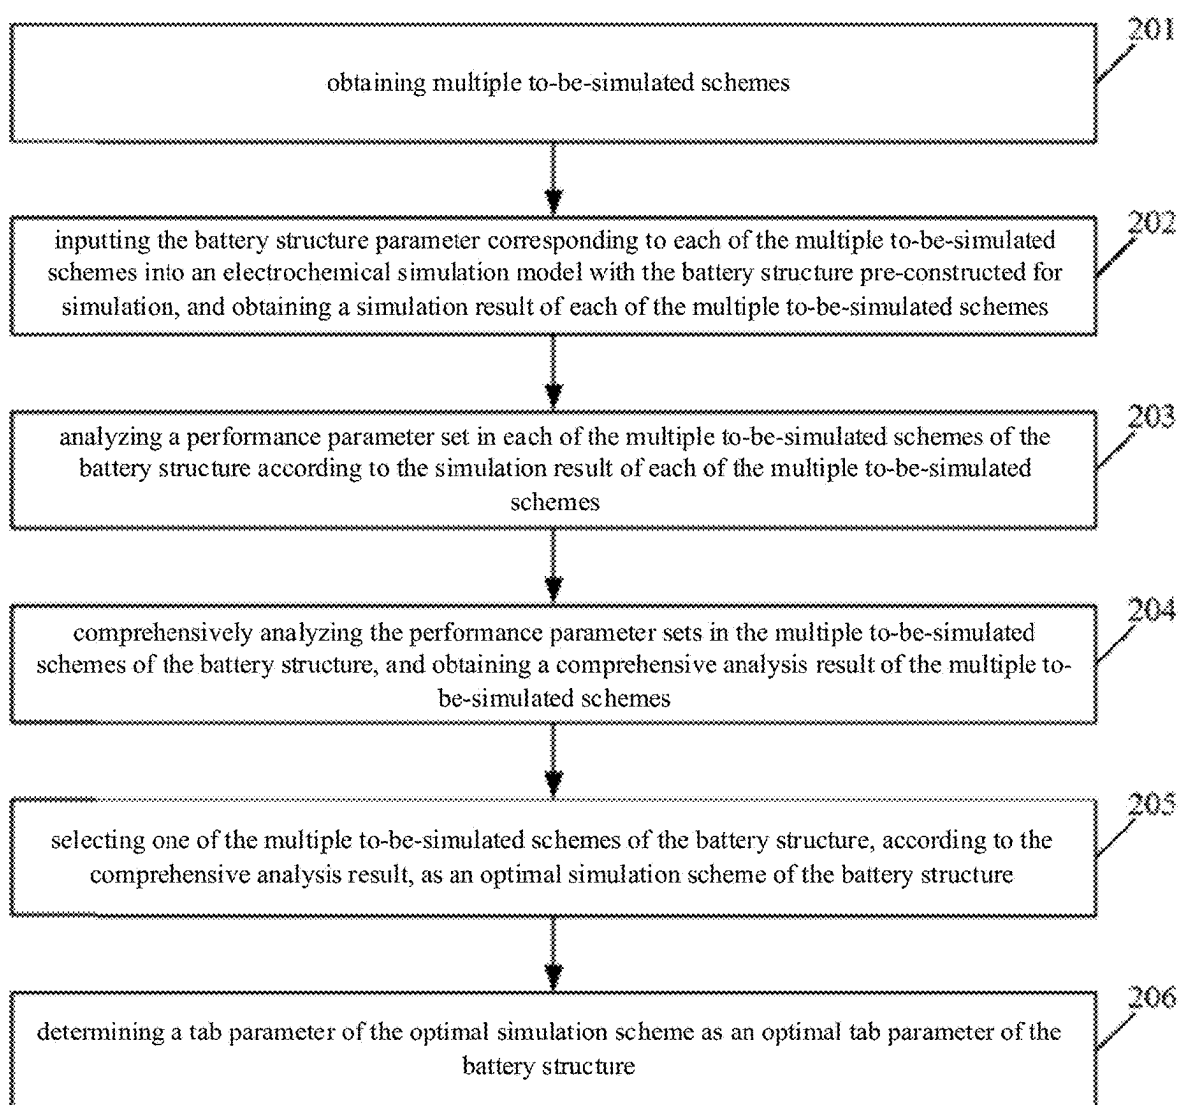 201
obtaining multiple to-be-simulated schemes
202
inputting the battery structure parameter corresponding to each of the multiple to-be-simulated
schemes into an electrochemical simulation model with the battery structure pre-constructed for
simulation, and obtaining a simulation result of each of the multiple to-be-simulated schemes
203
analyzing a performance parameter set in each of the multiple to-be-simulated schemes of the
battery structure according to the simulation result of each of the multiple to-be-simulated
schemes
204
comprehensively analyzing the performance parameter sets in the multiple to-be-simulated
schemes of the battery structure, and obtaining a comprehensive analysis result of the multiple to-
be-simulated schemes
205
selecting one of the multiple to-be-simulated schemes of the battery structure, according to the
comprehensive analysis result, as an optimal simulation scheme of the battery structure
206
determining a tab parameter of the optimal simulation scheme as an optimal tab parameter of the
battery structure